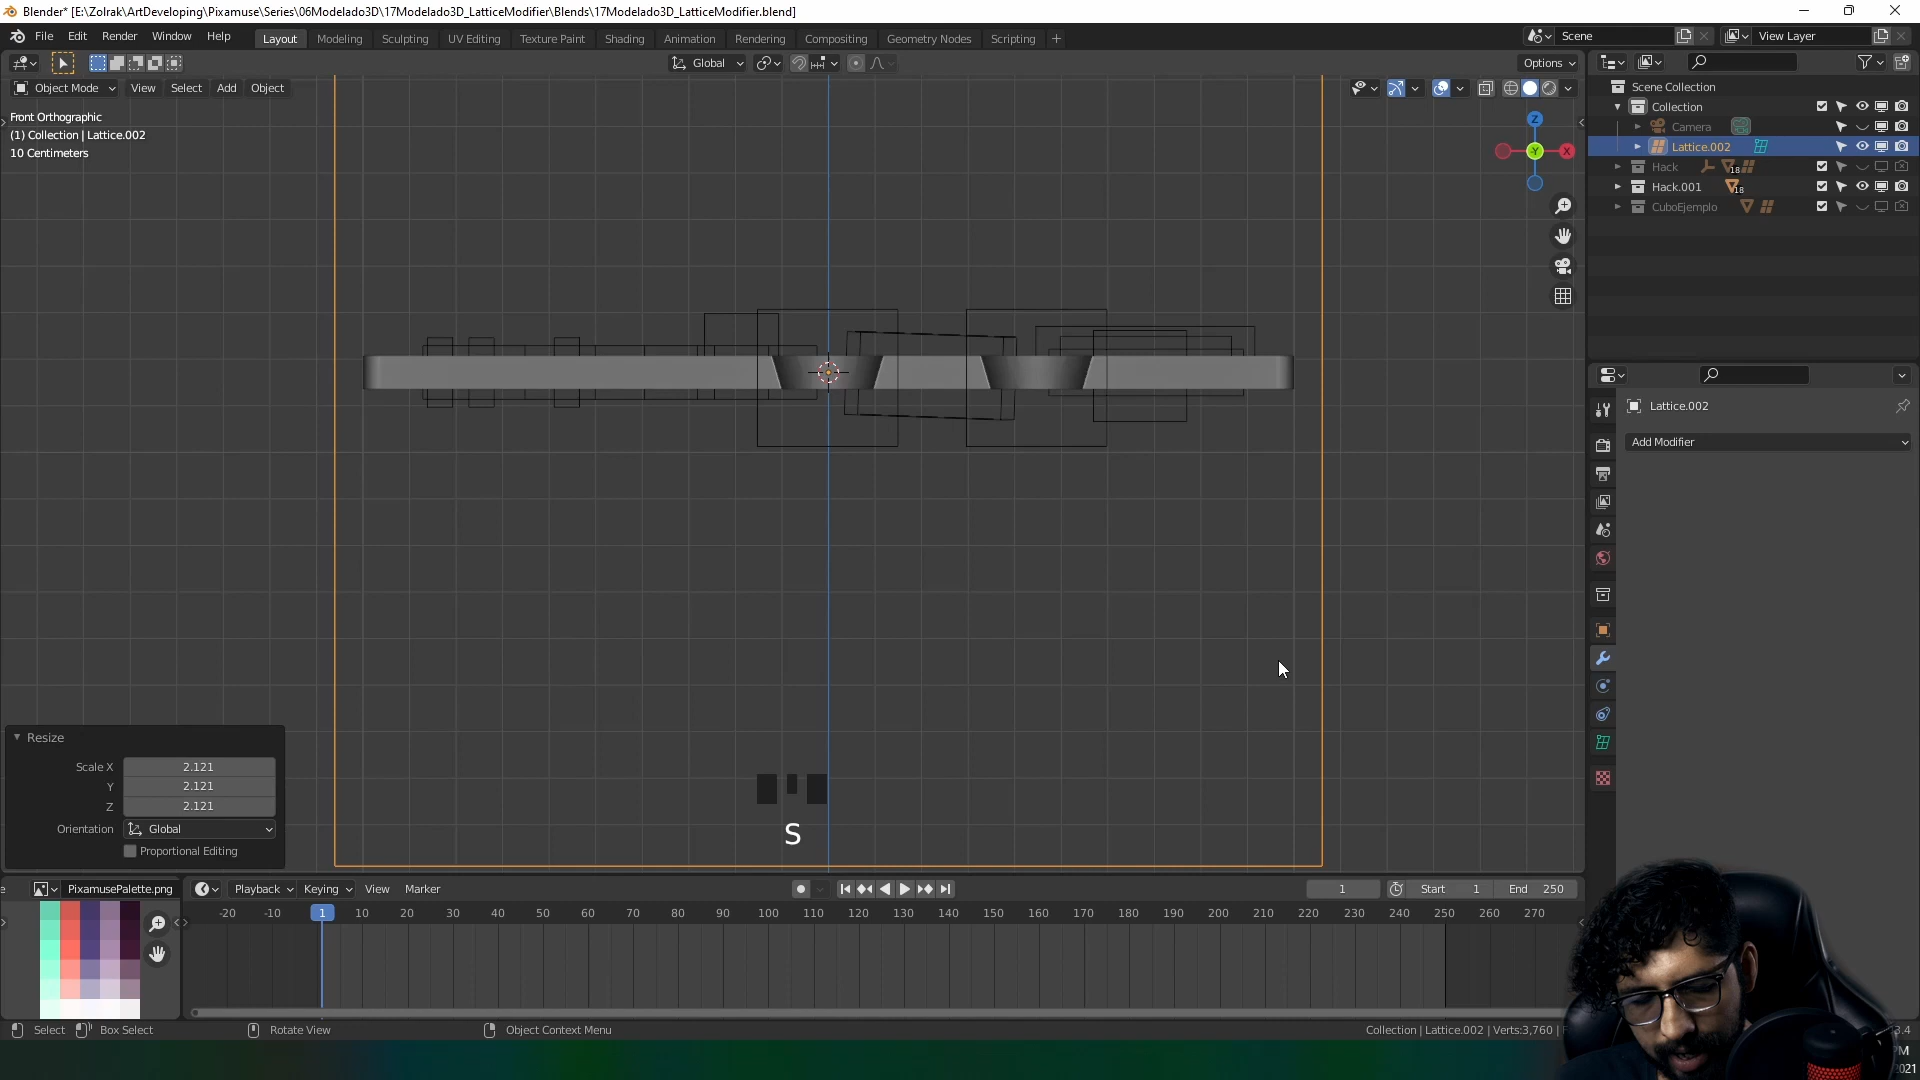 Blender* [E:\Zolrak\ArtDeveloping\Pixamuse\Series\06Modelado3D\17Modelado3D_LatticeModifier\Blends\17Modelado3D_LatticeModifier.blend]
File Edit Render Window Help Layout Modeling Sculpting UV Editing Texture Paint Shading Animation Rendering Compositing Geometry Nodes Scripting + Scene View Layer
Global Options
Object Mode View Select Add Object
Front Orthographic
(1) Collection | Lattice.002
10 Centimeters
Z
Y X
Scene Collection
Collection
Camera
Lattice.002
Hack 18
Hack.001 18
CuboEjemplo
Lattice.002
Add Modifier
Resize
Scale X 2.121
Y 2.121
Z 2.121
Orientation Global
Proportional Editing
S
PixamusePalette.png Playback Keying View Marker 1 Start 1 End 250
-20 -10 1 10 20 30 40 50 60 70 80 90 100 110 120 130 140 150 160 170 180 190 200 210 220 230 240 250 260 270
Select Box Select Rotate View Object Context Menu Collection | Lattice.002 | Verts:3,760 | F
3.4
PM
2021